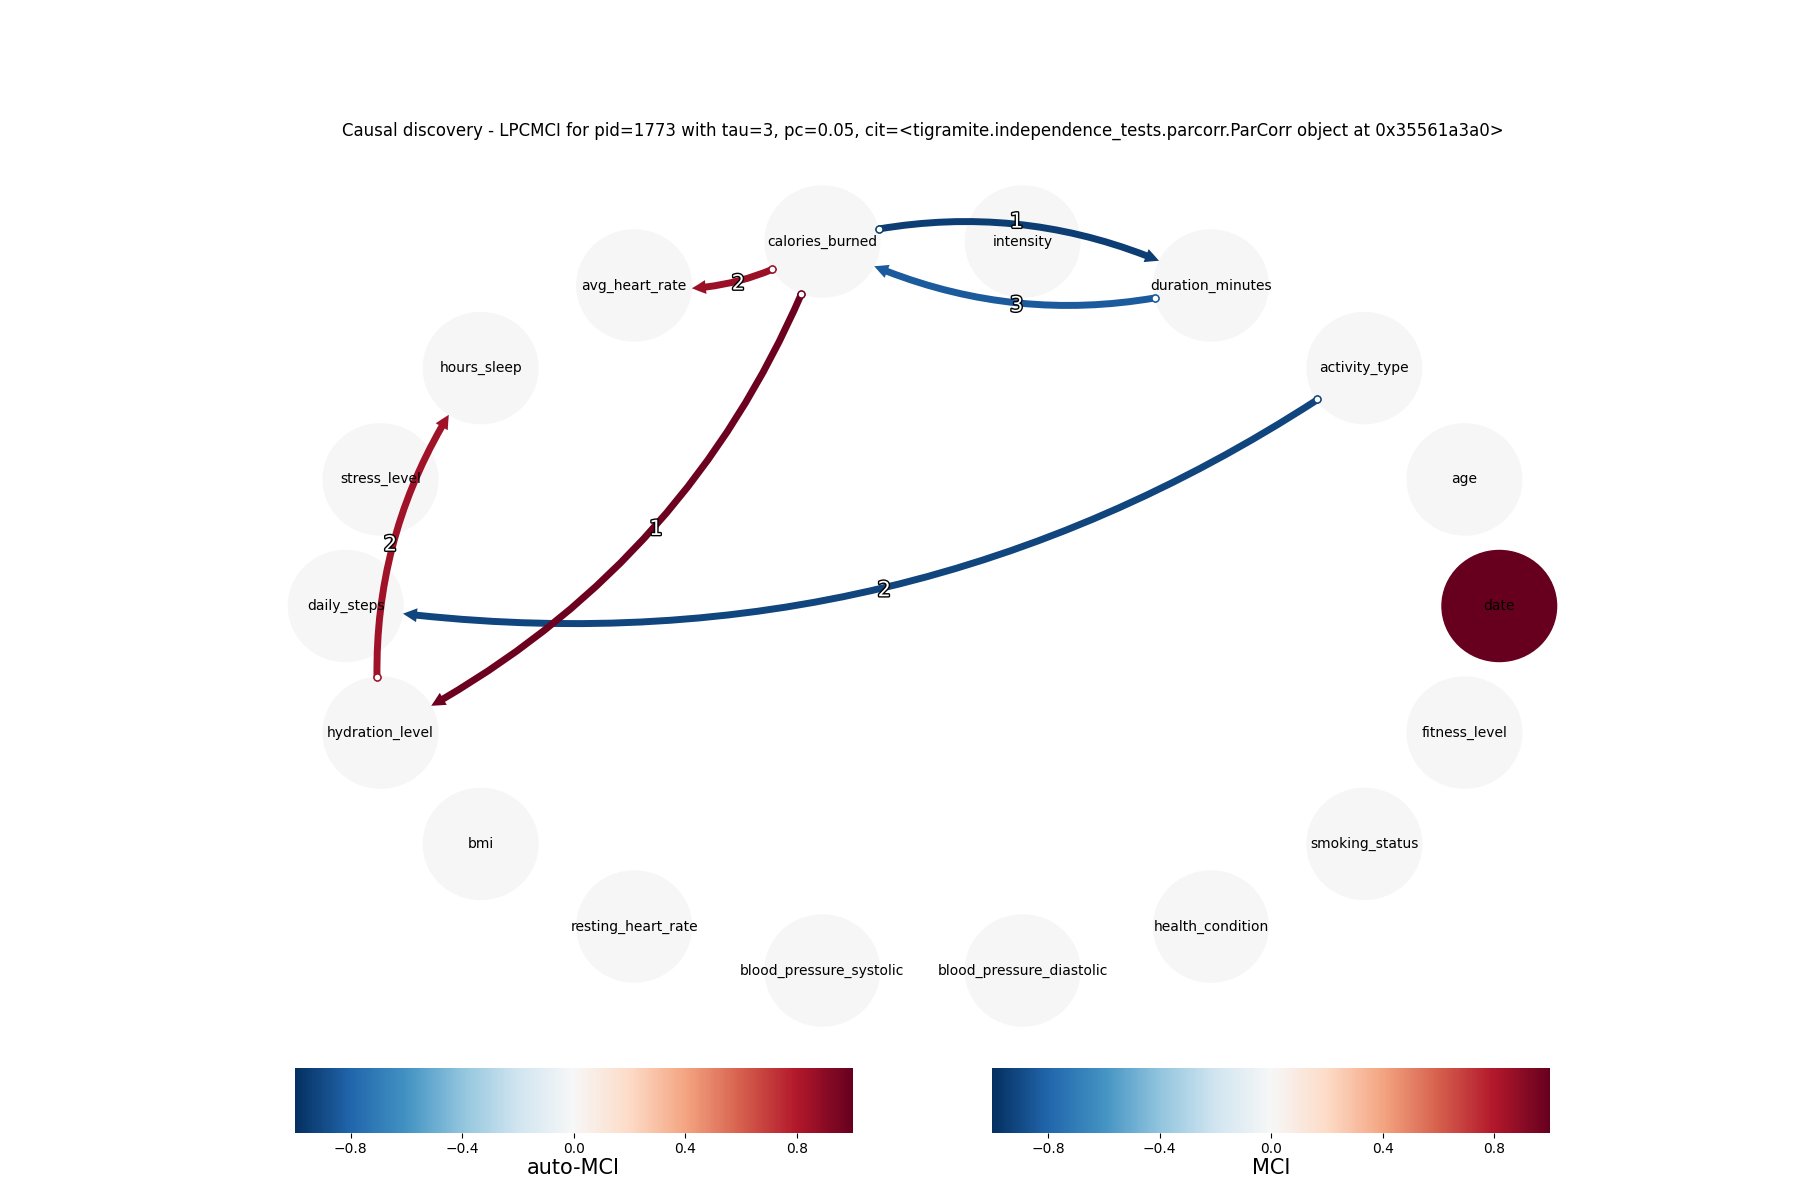 Causal discovery - LPCMCI for pid=1773 with tau=3, pc=0.05, cit=<tigramite.independence_tests.parcorr.ParCorr object at 0x35561a3a0>
1
calories_burned
intensity
2
avg_heart_rate
duration_minutes
3
hours_sleep
activity_type
stress_level
age
1
2
2
daily_steps
date
hydration_level
fitness_level
bmi
smoking_status
resting_heart_rate
health_condition
blood_pressure_systolic
blood_pressure_diastolic
−0.8 −0.4 0.0 0.4 0.8
auto-MCI
−0.8 −0.4 0.0 0.4 0.8
MCI